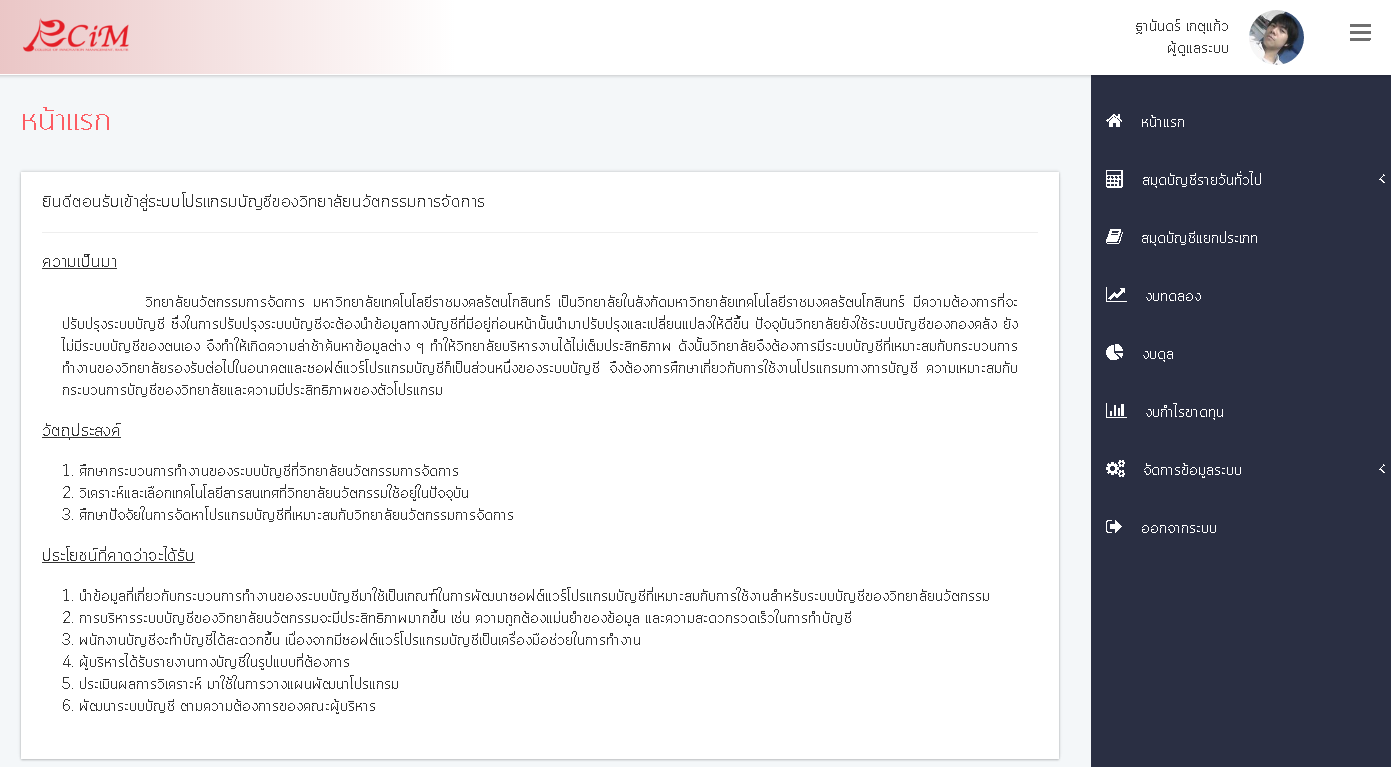 RCiM
ฐานันดร์ เกตุแก้ว
ผู้ดูแลระบบ
หน้าแรก
ยินดีตอนรับเข้าสู่ระบบโปรแกรมบัญชีของวิทยาลัยนวัตกรรมการจัดการ
ความเป็นมา
วิทยาลัยนวัตกรรมการจัดการ มหาวิทยาลัยเทคโนโลยีราชมงคลรัตนโกสินทร์ เป็นวิทยาลัยในสังกัดมหาวิทยาลัยเทคโนโลยีราชมงคลรัตนโกสินทร์ มีความต้องการที่จะ
ปรับปรุงระบบบัญชี ซึ่งในการปรับปรุงระบบบัญชีจะต้องนำข้อมูลทางบัญชีที่มีอยู่ก่อนหน้านั้นนำมาปรับปรุงและเปลี่ยนแปลงให้ดีขึ้น ปัจจุบันวิทยาลัยยังใช้ระบบบัญชีของกองคลัง ยัง
ไม่มีระบบบัญชีของตนเอง จึงทำให้เกิดความล่าช้าค้นหาข้อมูลต่าง ๆ ทำให้วิทยาลัยบริหารงานได้ไม่เต็มประสิทธิภาพ ดังนั้นวิทยาลัยจึงต้องการมีระบบบัญชีที่เหมาะสมกับกระบวนการ
ทำงานของวิทยาลัยรองรับต่อไปในอนาคตและซอฟต์แวร์โปรแกรมบัญชีก็เป็นส่วนหนึ่งของระบบบัญชี จึงต้องการศึกษาเกี่ยวกับการใช้งานโปรแกรมทางการบัญชี ความเหมาะสมกับ
กระบวนการบัญชีของวิทยาลัยและความมีประสิทธิภาพของตัวโปรแกรม
วัตถุประสงค์
1. ศึกษากระบวนการทำงานของระบบบัญชีที่วิทยาลัยนวัตกรรมการจัดการ
2. วิเคราะห์และเลือกเทคโนโลยีสารสนเทศที่วิทยาลัยนวัตกรรมใช้อยู่ในปัจจุบัน
3. ศึกษาปัจจัยในการจัดหาโปรแกรมบัญชีที่เหมาะสมกับวิทยาลัยนวัตกรรมการจัดการ
ประโยชน์ที่คาดว่าจะได้รับ
1. นำข้อมูลที่เกี่ยวกับกระบวนการทำงานของระบบบัญชีมาใช้เป็นเกณฑ์ในการพัฒนาซอฟต์แวร์โปรแกรมบัญชีที่เหมาะสมกับการใช้งานสำหรับระบบบัญชีของวิทยาลัยนวัตกรรม
2. การบริหารระบบบัญชีของวิทยาลัยนวัตกรรมจะมีประสิทธิภาพมากขึ้น เช่น ความถูกต้องแม่นยำของข้อมูล และความสะดวกรวดเร็วในการทำบัญชี
3. พนักงานบัญชีจะทำบัญชีได้สะดวกขึ้น เนื่องจากมีซอฟต์แวร์โปรแกรมบัญชีเป็นเครื่องมือช่วยในการทำงาน
4. ผู้บริหารได้รับรายงานทางบัญชีในรูปแบบที่ต้องการ
5. ประเมินผลการวิเคราะห์ มาใช้ในการวางแผนพัฒนาโปรแกรม
6. พัฒนาระบบบัญชี ตามความต้องการของคณะผู้บริหาร
หน้าแรก
สมุดบัญชีรายวันทั่วไป
สมุดบัญชีแยกประเภท
งบทดลอง
งบดุล
งบกำไรขาดทุน
จัดการข้อมูลระบบ
ออกจากระบบ